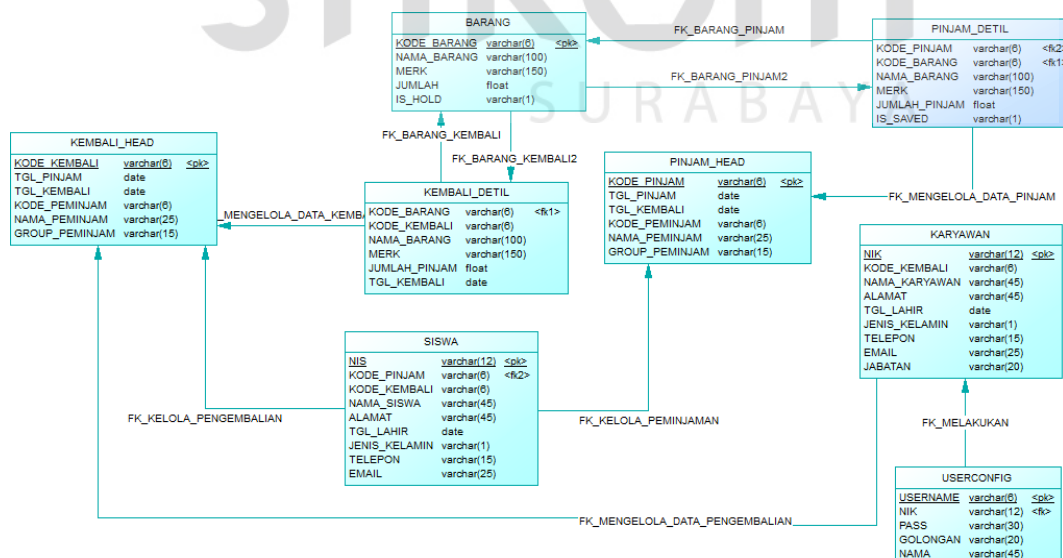 SURABAYA
BARANG
KODE_BARANG varchar(6) <pk>
NAMA_BARANG varchar(100)
MERK varchar(150)
JUMLAH float
IS_HOLD varchar(1)
FK_BARANG_PINJAM
FK_BARANG_PINJAM2
PINJAM_DETIL
KODE_PINJAM varchar(6) <fk2>
KODE_BARANG varchar(6) <fk1>
NAMA_BARANG varchar(100)
MERK varchar(150)
JUMLAH_PINJAM float
IS_SAVED varchar(1)
FK_BARANG_KEMBALI
FK_BARANG_KEMBALI2
KEMBALI_HEAD
KODE_KEMBALI varchar(6) <pk>
TGL_PINJAM date
TGL_KEMBALI date
KODE_PEMINJAM varchar(6)
NAMA_PEMINJAM varchar(25)
GROUP_PEMINJAM varchar(15)
_MENGELOLA_DATA_KEMBA
KEMBALI_DETIL
KODE_BARANG varchar(6) <fk1>
KODE_KEMBALI varchar(6)
NAMA_BARANG varchar(100)
MERK varchar(150)
JUMLAH_PINJAM float
TGL_KEMBALI date
PINJAM_HEAD
KODE_PINJAM varchar(6) <pk>
TGL_PINJAM date
TGL_KEMBALI date
KODE_PEMINJAM varchar(6)
NAMA_PEMINJAM varchar(25)
GROUP_PEMINJAM varchar(15)
FK_MENGELOLA_DATA_PINJAM
KARYAWAN
NIK varchar(12) <pk>
KODE_KEMBALI varchar(6)
NAMA_KARYAWAN varchar(45)
ALAMAT varchar(45)
TGL_LAHIR date
JENIS_KELAMIN varchar(1)
TELEPON varchar(15)
EMAIL varchar(25)
JABATAN varchar(20)
SISWA
NIS varchar(12) <pk>
KODE_PINJAM varchar(6) <fk2>
KODE_KEMBALI varchar(6)
NAMA_SISWA varchar(45)
ALAMAT varchar(45)
TGL_LAHIR date
JENIS_KELAMIN varchar(1)
TELEPON varchar(15)
EMAIL varchar(25)
FK_KELOLA_PENGEMBALIAN
FK_KELOLA_PEMINJAMAN
FK_MELAKUKAN
FK_MENGELOLA_DATA_PENGEMBALIAN
USERCONFIG
USERNAME varchar(6) <pk>
NIK varchar(12) <fk>
PASS varchar(30)
GOLONGAN varchar(20)
NAMA varchar(45)